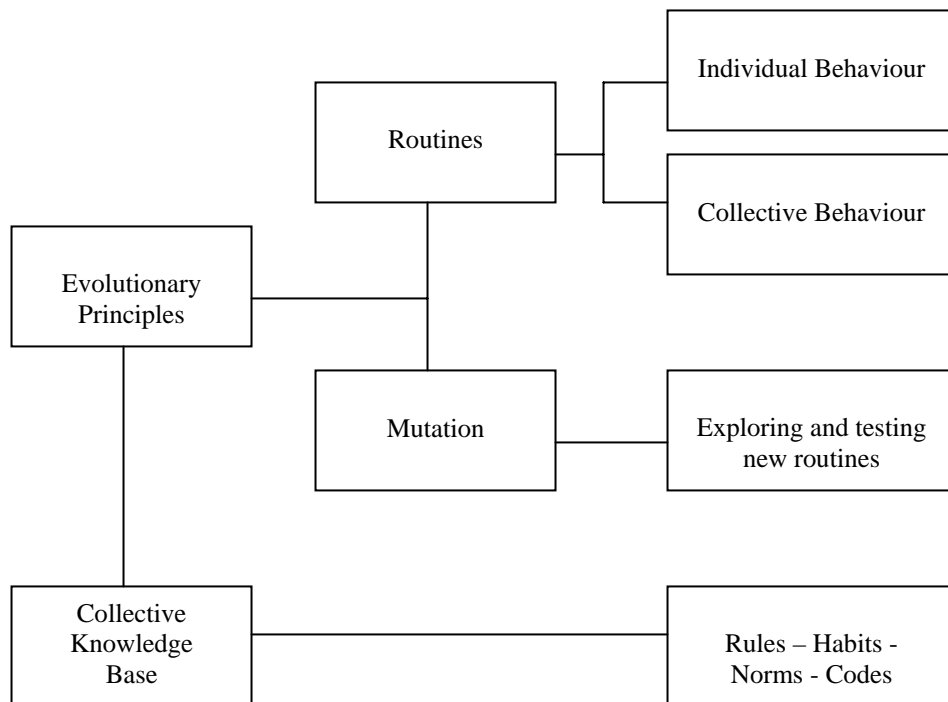 Individual Behaviour
Routines
Collective Behaviour
Evolutionary
Principles
Mutation
Exploring and testing
new routines
Collective
Knowledge
Base
Rules – Habits -
Norms - Codes